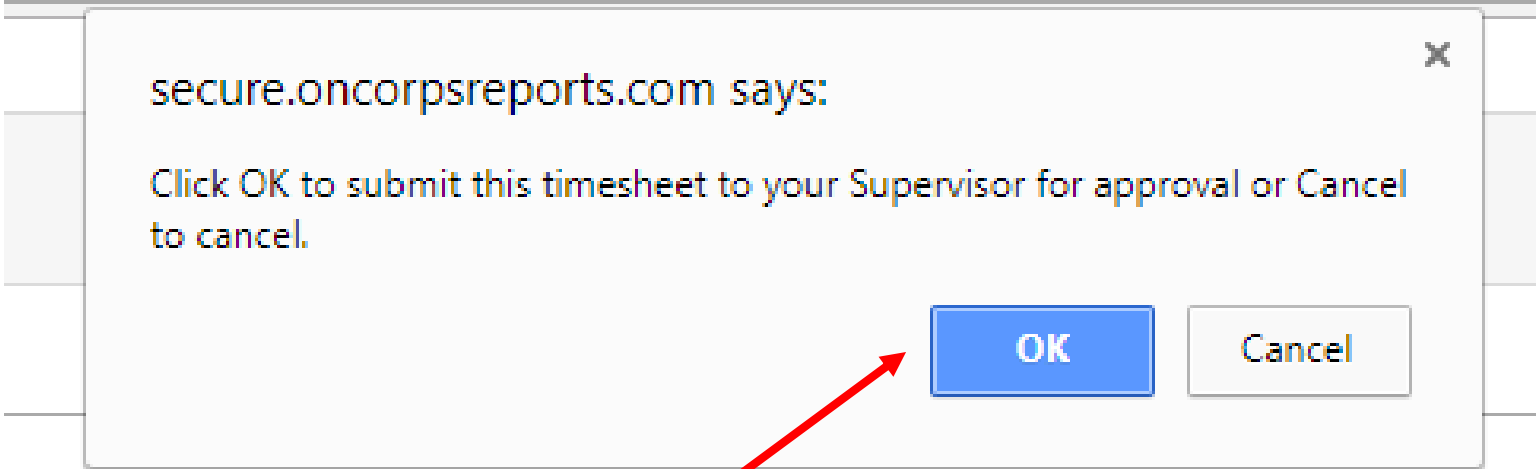 secure.oncorpsreports.com says:
Click OK to submit this timesheet to your Supervisor for approval or Cancel
to cancel.
OK
Cancel